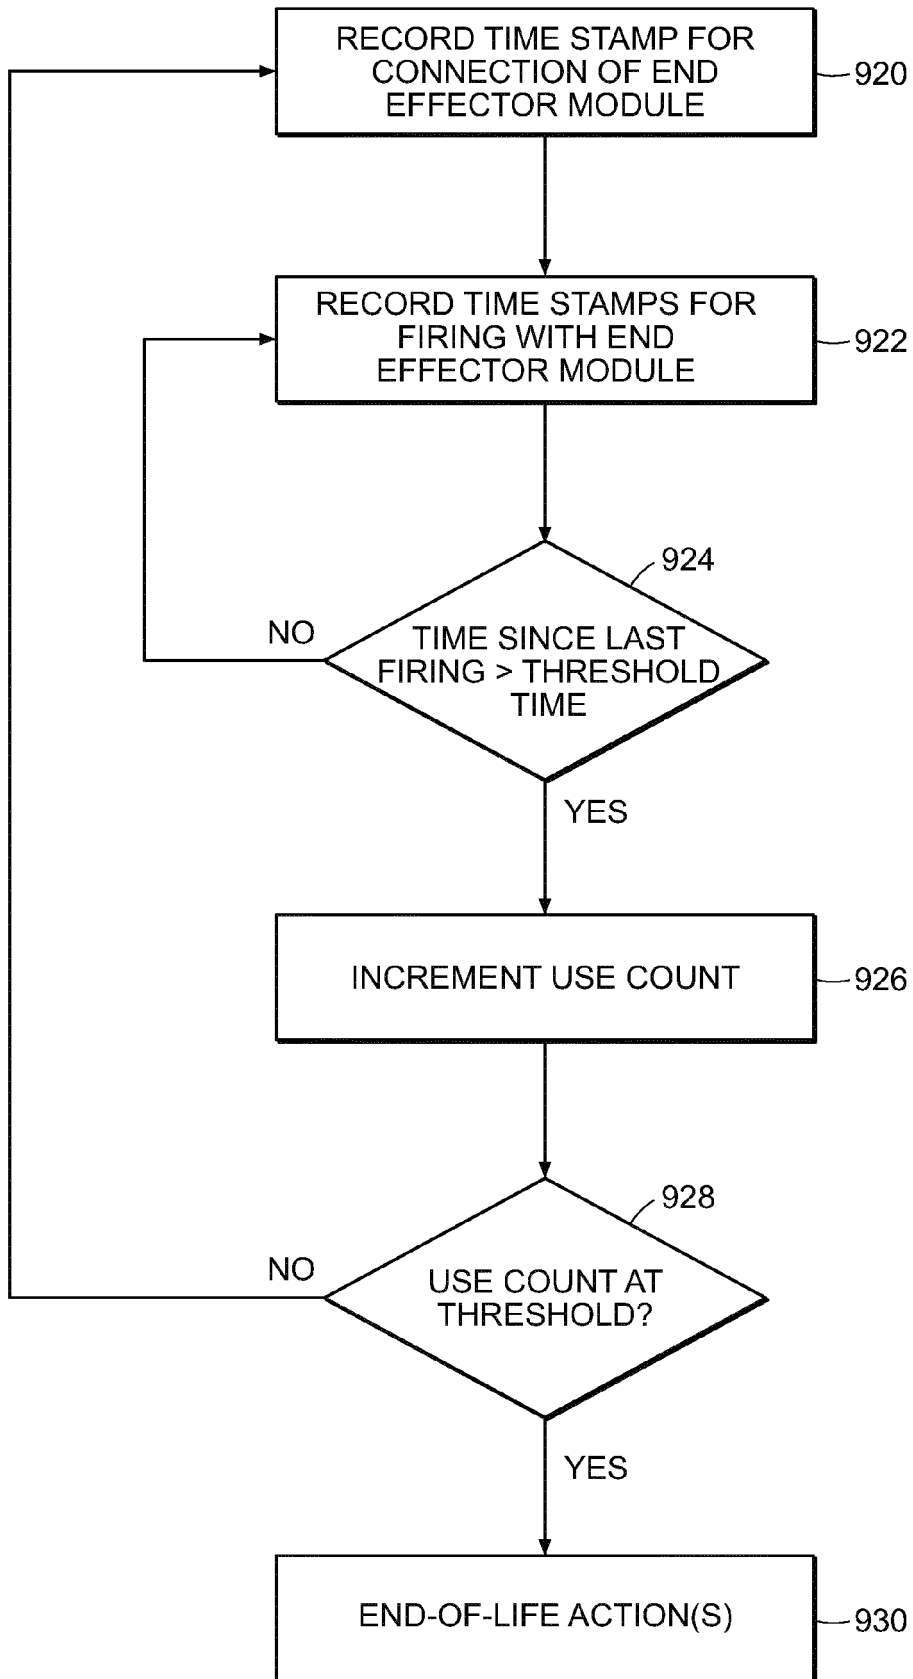 RECORD TIME STAMP FOR
CONNECTION OF END
EFFECTOR MODULE
920
RECORD TIME STAMPS FOR
FIRING WITH END
EFFECTOR MODULE
922
924
NO
TIME SINCE LAST
FIRING > THRESHOLD
TIME
YES
INCREMENT USE COUNT
926
928
NO
USE COUNT AT
THRESHOLD?
YES
END-OF-LIFE ACTION(S)
930